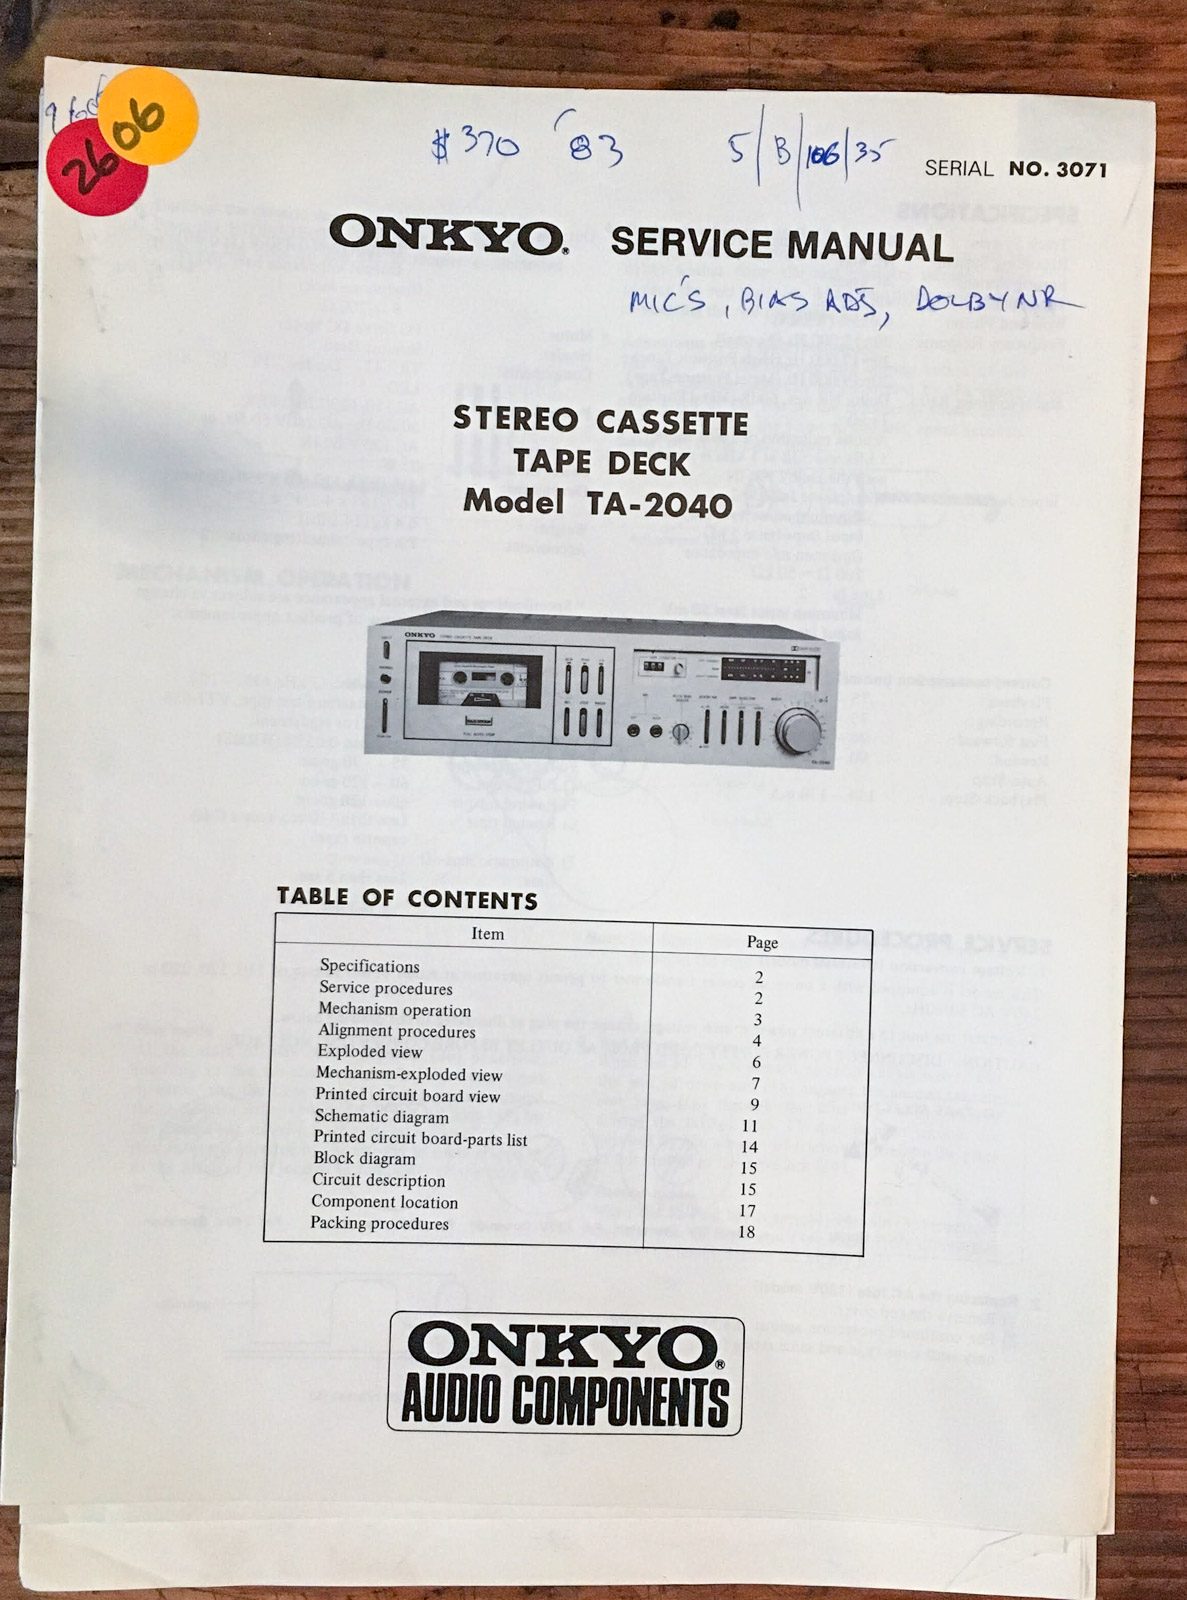 2606
$370 '83 5/B/106/35
SERIAL NO. 3071
ONKYO® SERVICE MANUAL
MIC'S, BIAS ADJ, DOLBY NR
STEREO CASSETTE
TAPE DECK
Model TA-2040
ONKYO
TABLE OF CONTENTS
Item Page
Specifications 2
Service procedures 2
Mechanism operation 3
Alignment procedures 4
Exploded view 6
Mechanism-exploded view 7
Printed circuit board view 9
Schematic diagram 11
Printed circuit board-parts list 14
Block diagram 15
Circuit description 15
Component location 17
Packing procedures 18
ONKYO®
AUDIO COMPONENTS